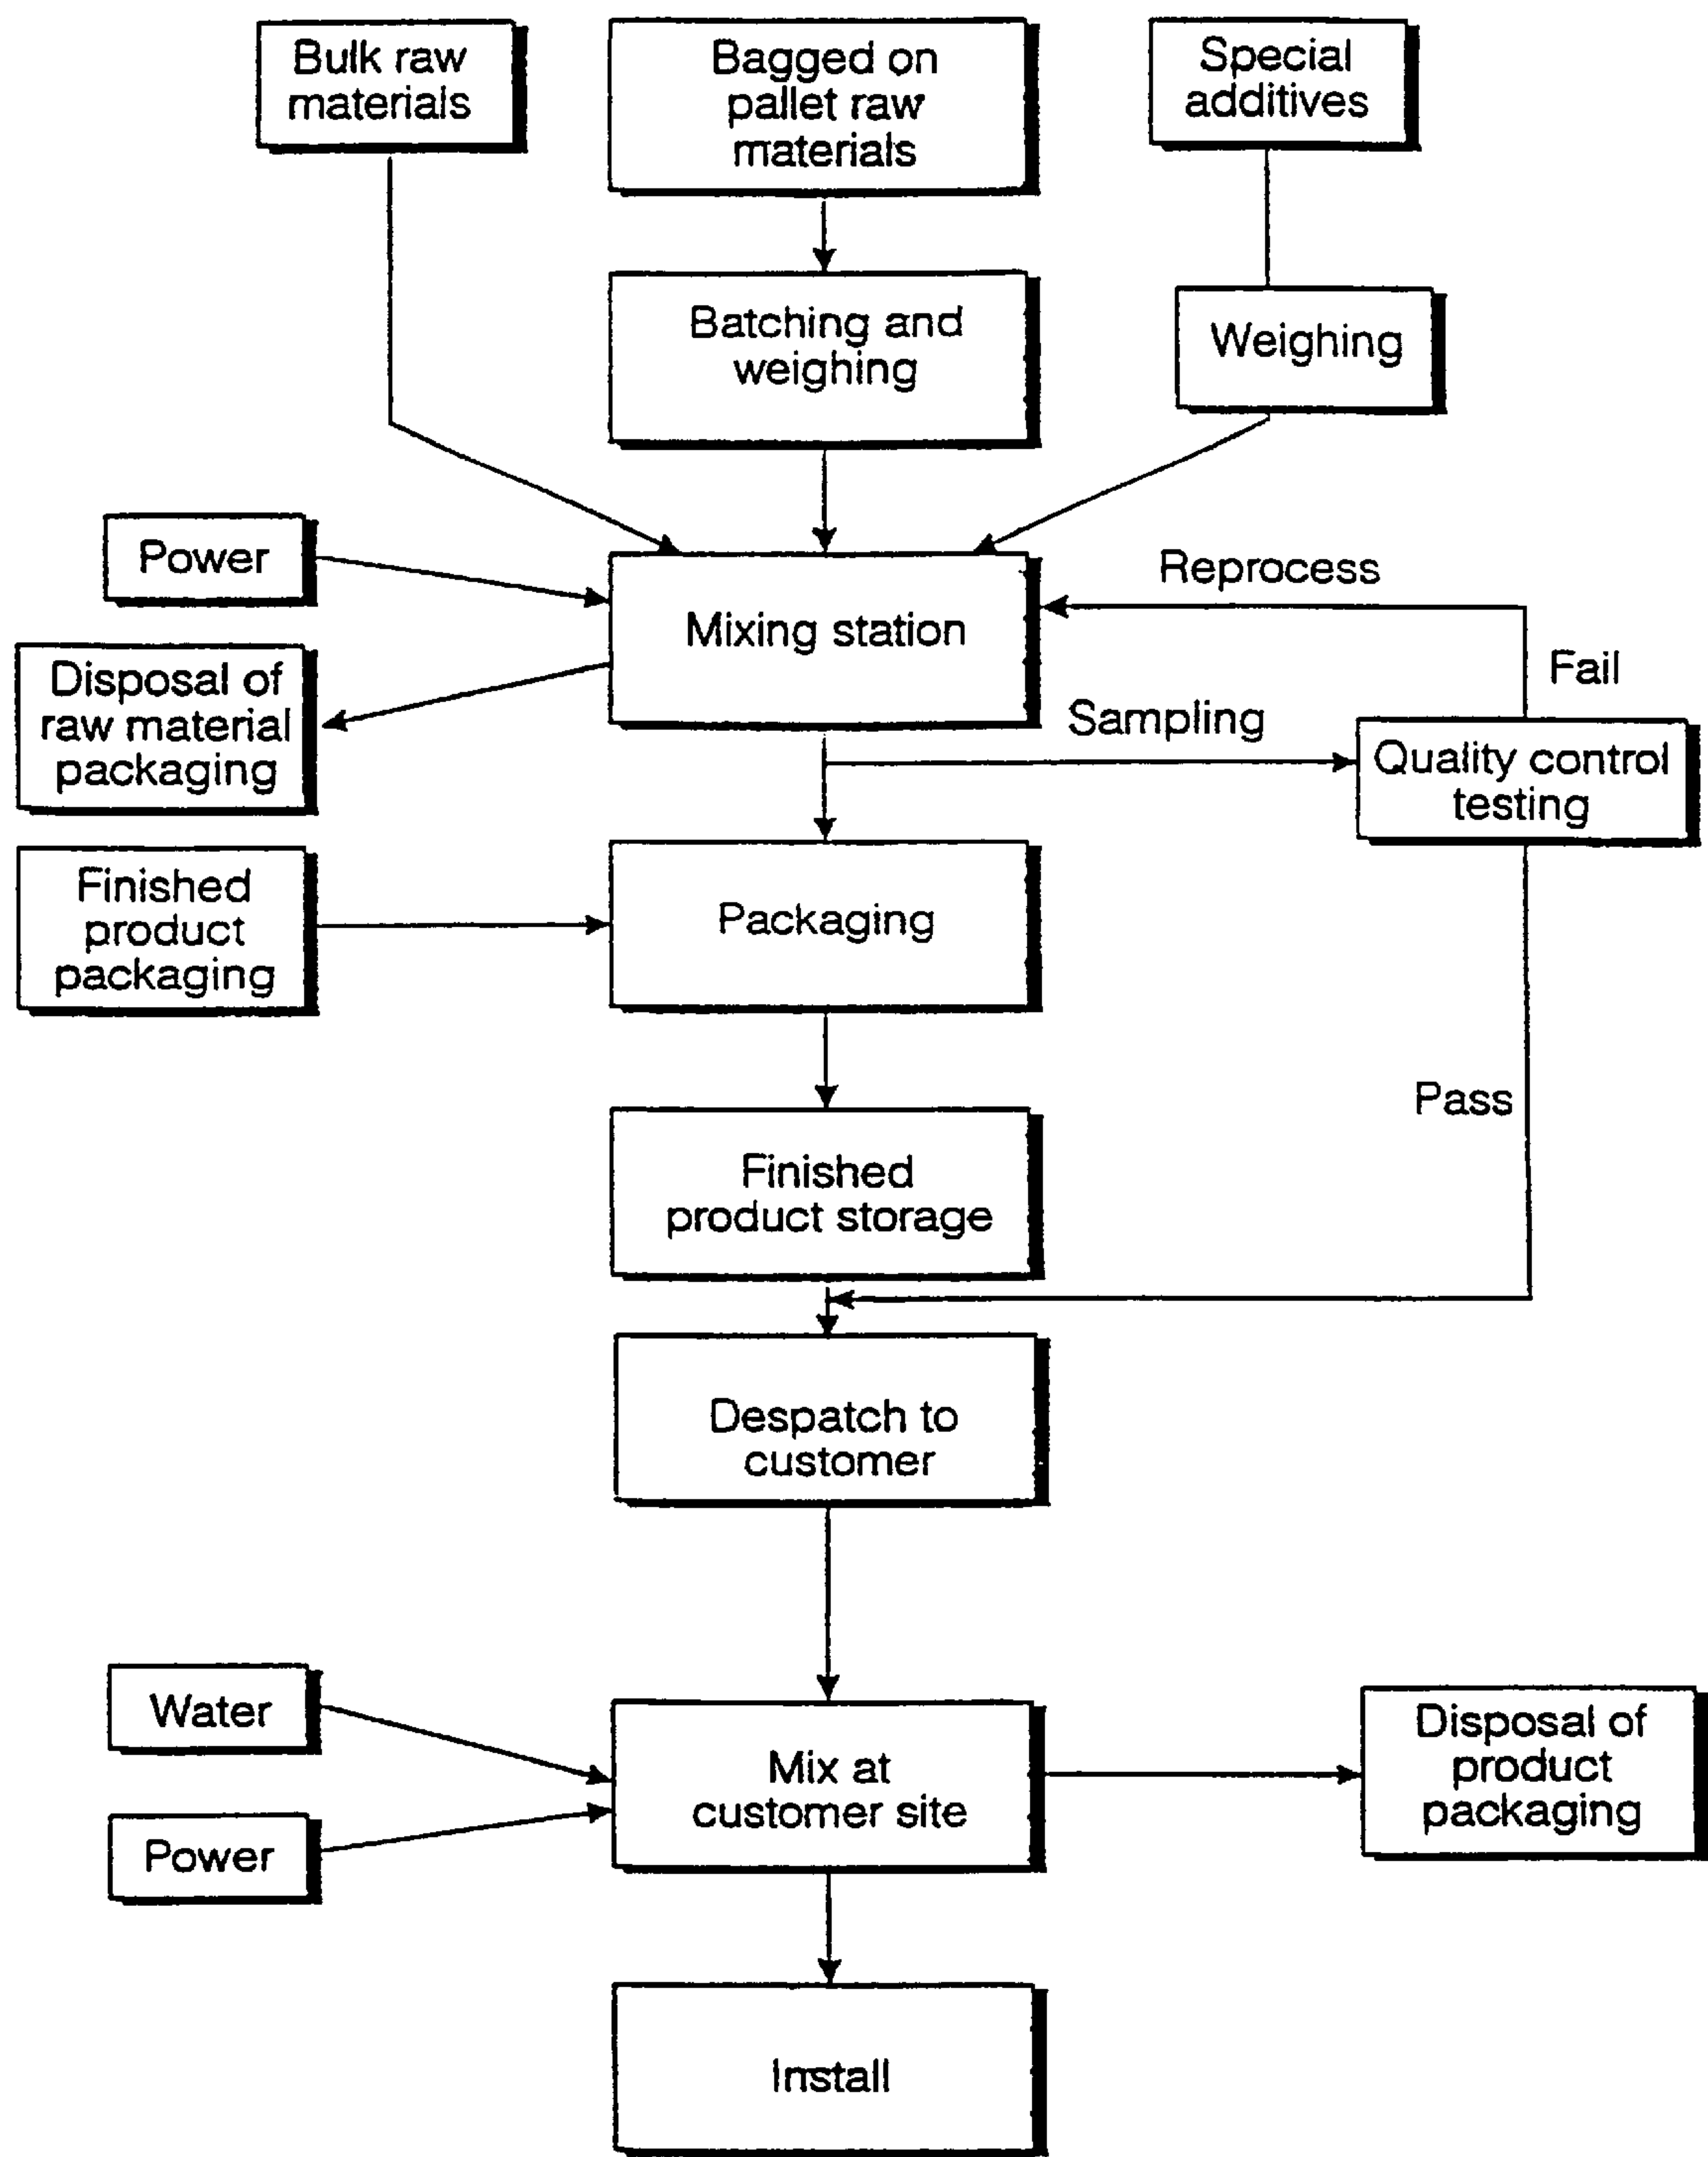 Bulk raw
materials
Bagged on
pallet raw
materials
Special
additives
Batching and
weighing
Weighing
Power
Mixing station
Reprocess
Fail
Disposal of
raw material
packaging
Sampling
Quality control
testing
Finished
product
packaging
Packaging
Pass
Finished
product storage
Despatch to
customer
Water
Mix at
customer site
Disposal of
product
packaging
Power
Install